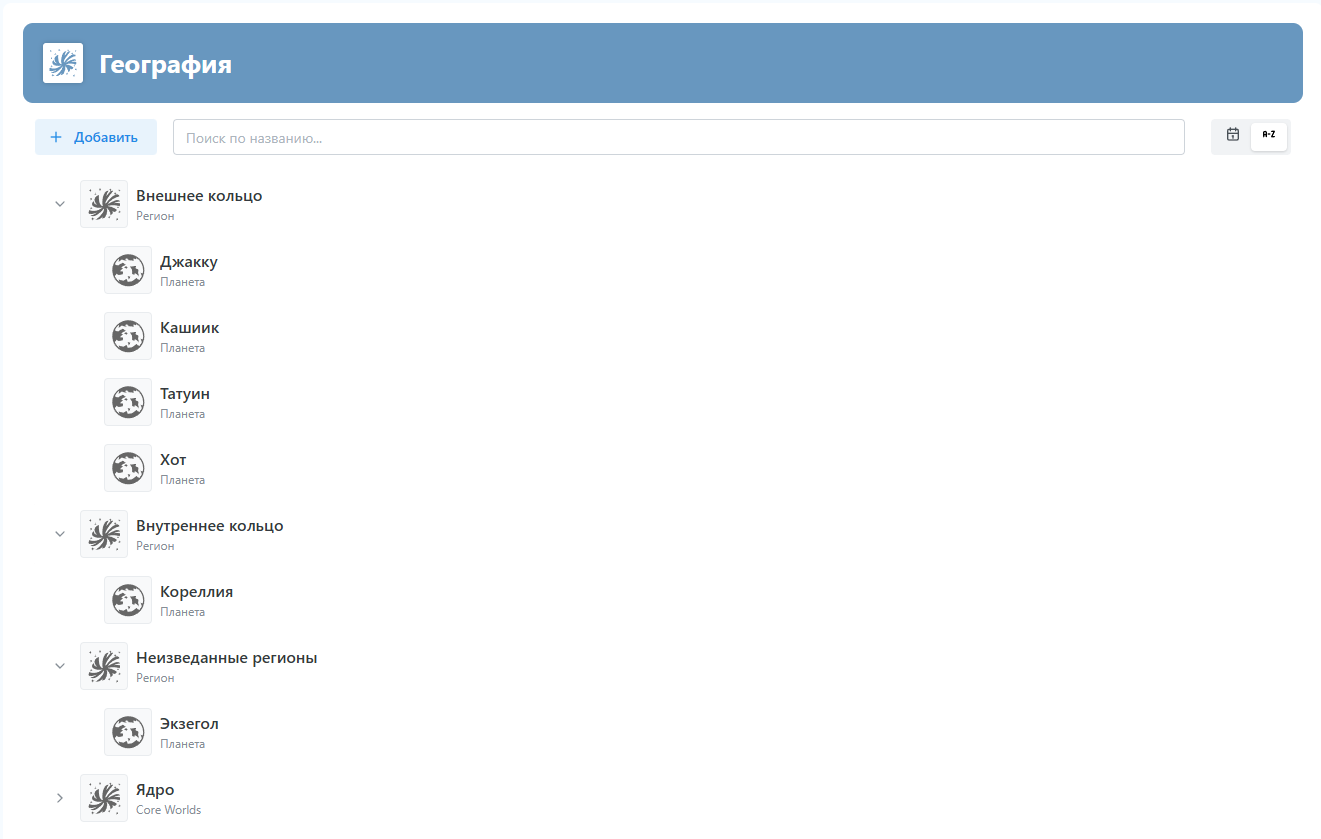 География
Добавить
Поиск по названию...
A-Z
Внешнее кольцо
Регион
Джакку
Планета
Кашиик
Планета
Татуин
Планета
Хот
Планета
Внутреннее кольцо
Регион
Кореллия
Планета
Неизведанные регионы
Регион
Экзегол
Планета
Ядро
Core Worlds